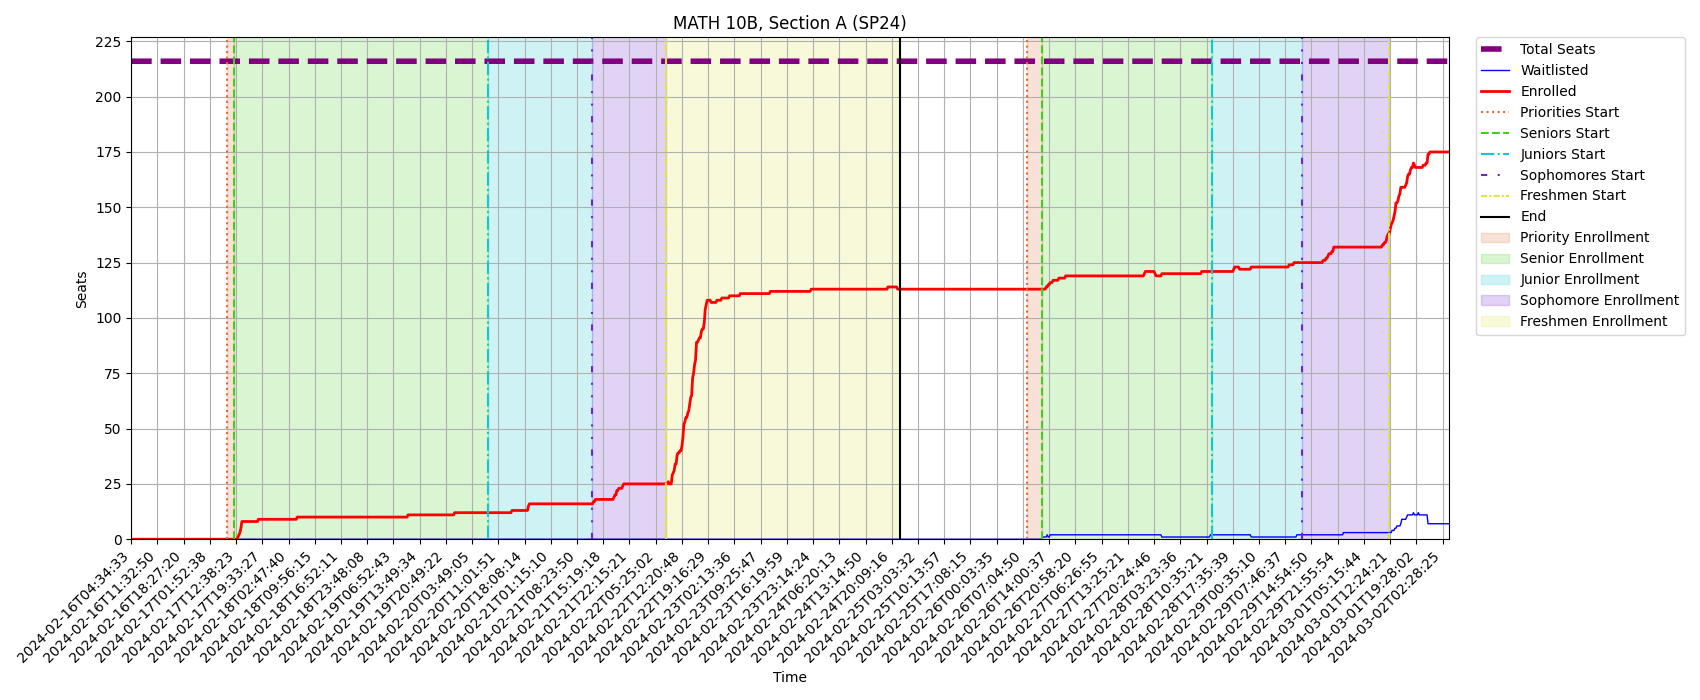 MATH 10B, Section A (SP24)
225
200
175
150
125
100
75
50
25
0
Seats
2024-02-16T04:34:33
2024-02-16T11:32:50
2024-02-16T18:27:20
2024-02-17T01:52:38
2024-02-17T12:38:23
2024-02-17T19:33:27
2024-02-18T02:47:40
2024-02-18T09:56:15
2024-02-18T16:52:11
2024-02-18T23:48:08
2024-02-19T06:52:43
2024-02-19T13:49:34
2024-02-19T20:49:22
2024-02-20T03:49:05
2024-02-20T11:01:51
2024-02-20T18:08:14
2024-02-21T01:15:10
2024-02-21T08:23:50
2024-02-21T15:19:18
2024-02-21T22:15:21
2024-02-22T05:25:02
2024-02-22T12:20:48
2024-02-22T19:16:29
2024-02-23T02:13:36
2024-02-23T09:25:47
2024-02-23T16:19:59
2024-02-23T23:14:24
2024-02-24T06:20:13
2024-02-24T13:14:50
2024-02-24T20:09:16
2024-02-25T03:03:32
2024-02-25T10:13:57
2024-02-25T17:08:15
2024-02-26T00:03:35
2024-02-26T07:04:50
2024-02-26T14:00:37
2024-02-26T20:58:20
2024-02-27T06:26:55
2024-02-27T13:25:21
2024-02-27T20:24:46
2024-02-28T03:23:36
2024-02-28T10:35:21
2024-02-28T17:35:39
2024-02-29T00:35:10
2024-02-29T07:46:37
2024-02-29T14:54:50
2024-02-29T21:55:54
2024-03-01T05:15:44
2024-03-01T12:24:21
2024-03-01T19:28:02
2024-03-02T02:28:25
Time
Total Seats
Waitlisted
Enrolled
Priorities Start
Seniors Start
Juniors Start
Sophomores Start
Freshmen Start
End
Priority Enrollment
Senior Enrollment
Junior Enrollment
Sophomore Enrollment
Freshmen Enrollment